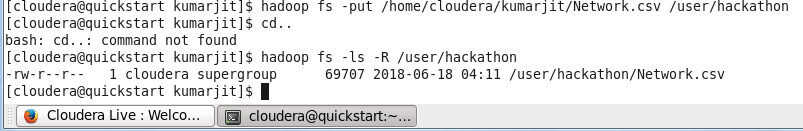 [cloudera@quickstart kumarjit]$ hadoop fs -put /home/cloudera/kumarjit/Network.csv /user/hackathon
[cloudera@quickstart kumarjit]$ cd..
bash: cd..: command not found
[cloudera@quickstart kumarjit]$ hadoop fs -ls -R /user/hackathon
-rw-r--r--   1 cloudera supergroup      69707 2018-06-18 04:11 /user/hackathon/Network.csv
[cloudera@quickstart kumarjit]$
Cloudera Live : Welco... cloudera@quickstart:~...